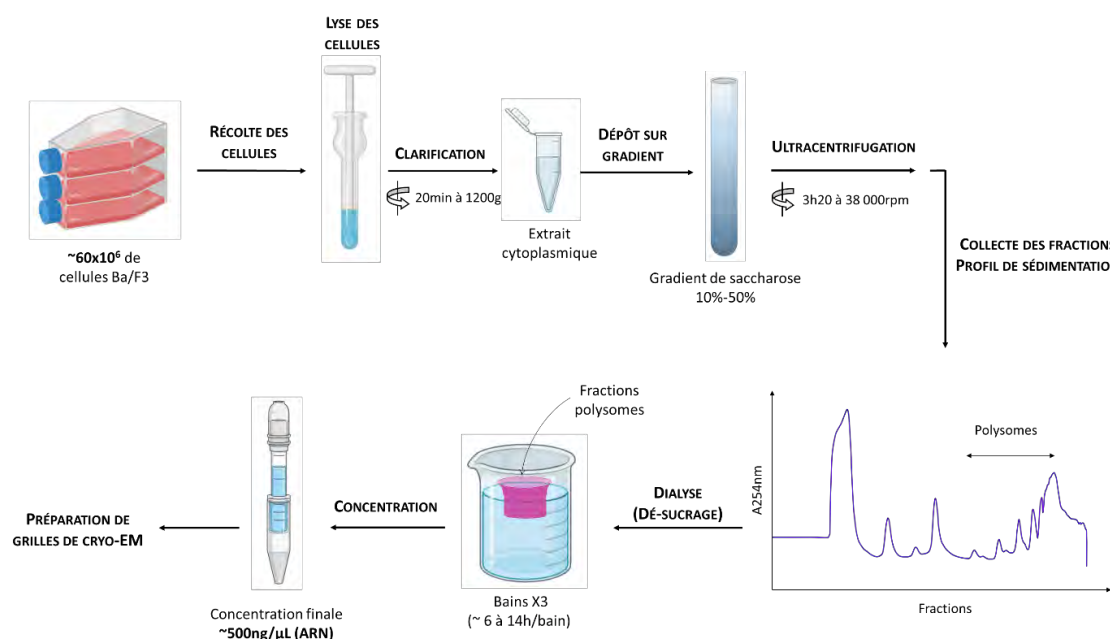 LYSE DES
CELLULES
RÉCOLTE DES
CELLULES
CLARIFICATION
20min à 1200g
DÉPÔT SUR
GRADIENT
ULTRACENTRIFUGATION
3h20 à 38 000rpm
~60x10⁶ de
cellules Ba/F3
Extrait
cytoplasmique
Gradient de saccharose
10%-50%
COLLECTE DES FRACTIONS
PROFIL DE SÉDIMENTATION
Fractions
polysomes
Polysomes
A254nm
Fractions
DIALYSE
(DÉ-SUCRAGE)
CONCENTRATION
PRÉPARATION DE
GRILLES DE CRYO-EM
Bains X3
(~ 6 à 14h/bain)
Concentration finale
~500ng/µL (ARN)